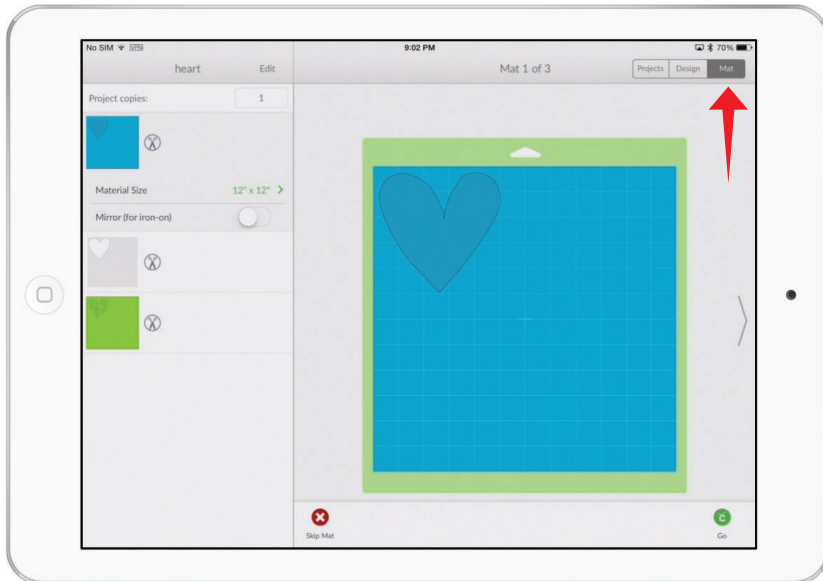 No SIM VPN 9:02 PM 70%
heart Edit Mat 1 of 3 Projects Design Mat
Project copies: 1
Material Size 12" x 12" >
Mirror (for iron-on)
Skip Mat Go